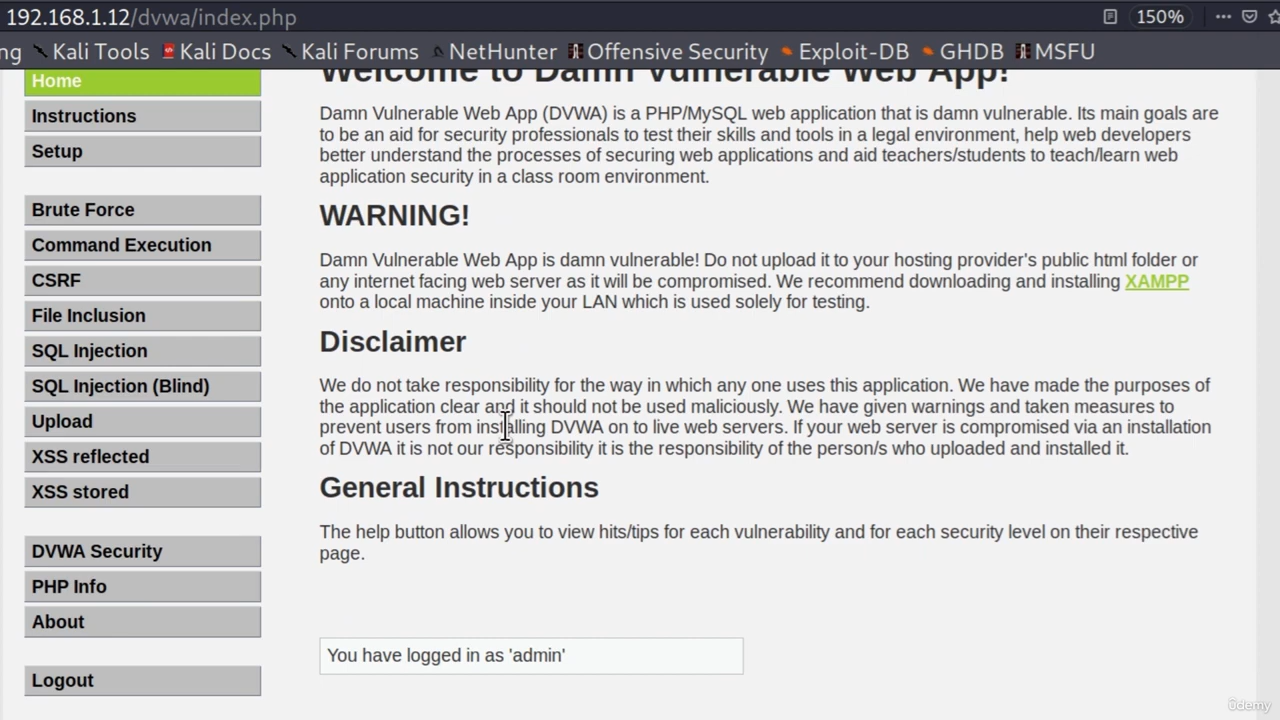 192.168.1.12/dvwa/index.php
150%
ng Kali Tools Kali Docs Kali Forums NetHunter Offensive Security Exploit-DB GHDB MSFU
Home
Instructions
Setup
Brute Force
Command Execution
CSRF
File Inclusion
SQL Injection
SQL Injection (Blind)
Upload
XSS reflected
XSS stored
DVWA Security
PHP Info
About
Logout
Welcome to Damn Vulnerable Web App!
Damn Vulnerable Web App (DVWA) is a PHP/MySQL web application that is damn vulnerable. Its main goals are
to be an aid for security professionals to test their skills and tools in a legal environment, help web developers
better understand the processes of securing web applications and aid teachers/students to teach/learn web
application security in a class room environment.
WARNING!
Damn Vulnerable Web App is damn vulnerable! Do not upload it to your hosting provider's public html folder or
any internet facing web server as it will be compromised. We recommend downloading and installing XAMPP
onto a local machine inside your LAN which is used solely for testing.
Disclaimer
We do not take responsibility for the way in which any one uses this application. We have made the purposes of
the application clear and it should not be used maliciously. We have given warnings and taken measures to
prevent users from installing DVWA on to live web servers. If your web server is compromised via an installation
of DVWA it is not our responsibility it is the responsibility of the person/s who uploaded and installed it.
General Instructions
The help button allows you to view hits/tips for each vulnerability and for each security level on their respective
page.
You have logged in as 'admin'
ûdemy